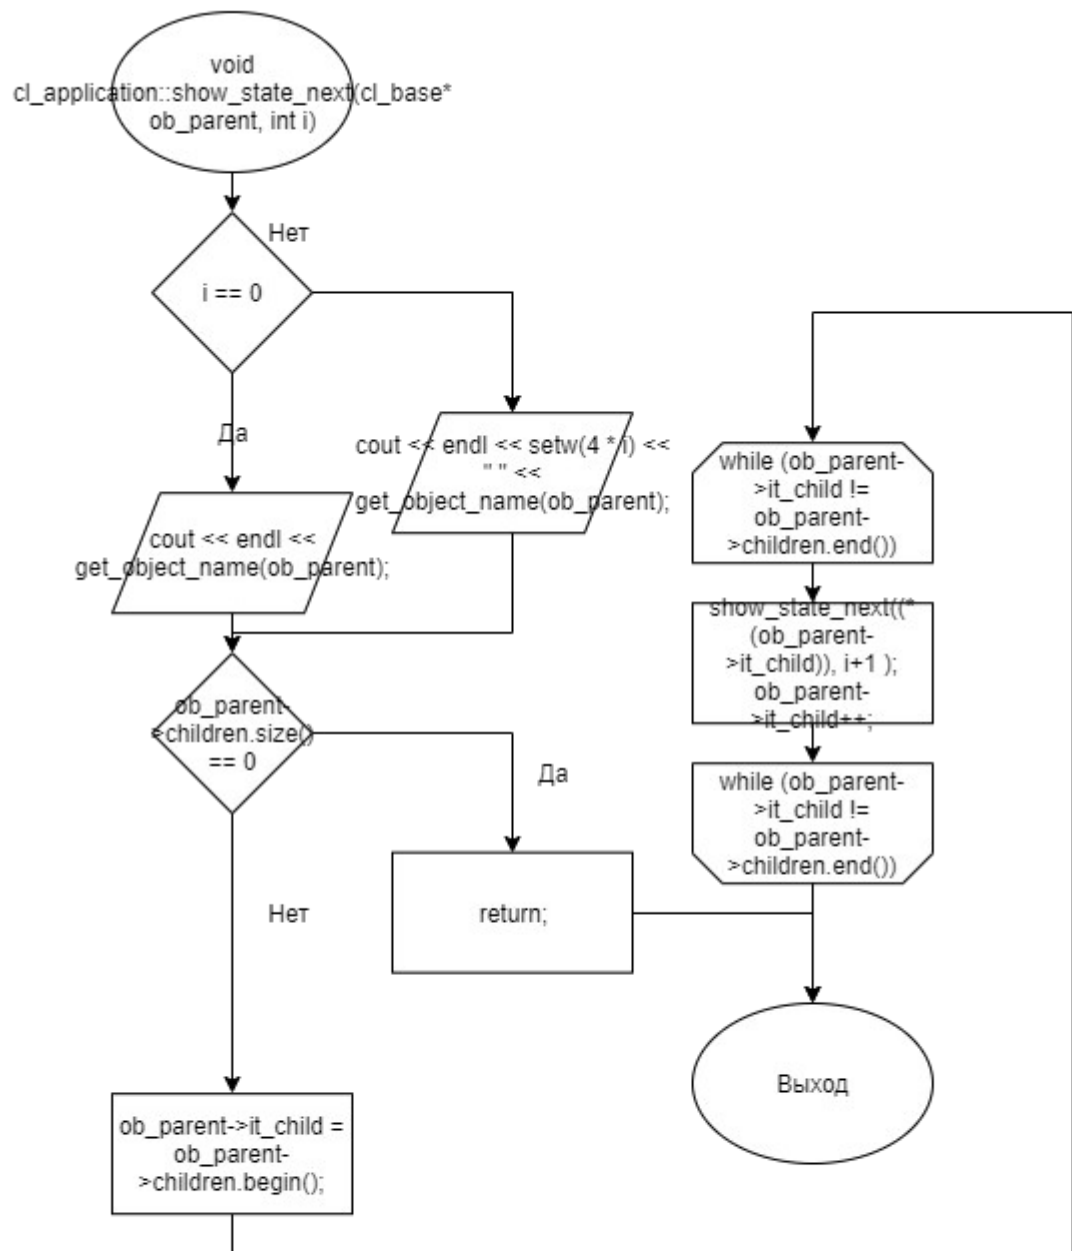 void
cl_application::show_state_next(cl_base*
ob_parent, int i)
Нет
i == 0
Да
cout << endl << setw(4 * i) <<
" " <<
get_object_name(ob_parent);
cout << endl <<
get_object_name(ob_parent);
ob_parent-
>children.size()
== 0
Да
Нет
return;
ob_parent->it_child =
ob_parent-
>children.begin();
while (ob_parent-
>it_child !=
ob_parent-
>children.end())
show_state_next((*
(ob_parent-
>it_child)), i+1 );
ob_parent-
>it_child++;
while (ob_parent-
>it_child !=
ob_parent-
>children.end())
Выход